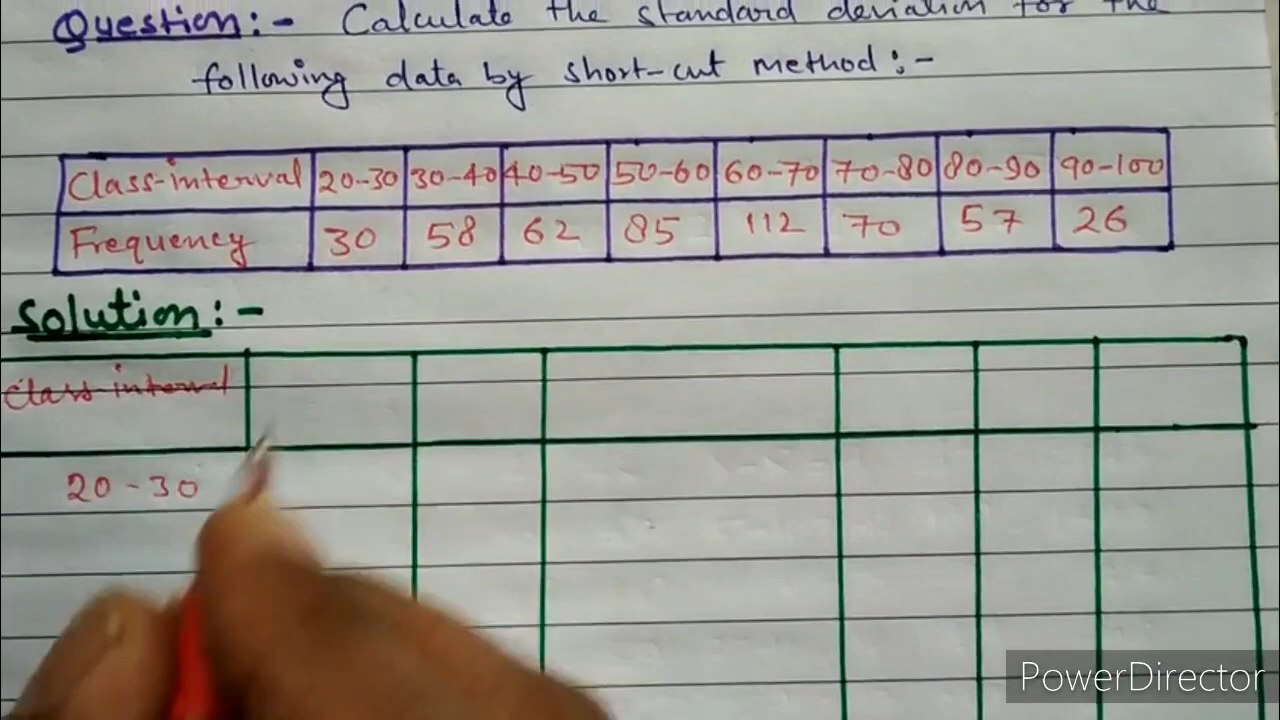 Question:- Calculate the standard deviation for the
following data by short-cut method:-
Class-interval 20-30 30-40 40-50 50-60 60-70 70-80 80-90 90-100
Frequency 30 58 62 85 112 70 57 26
Solution:-
Class-interval
20-30
PowerDirector